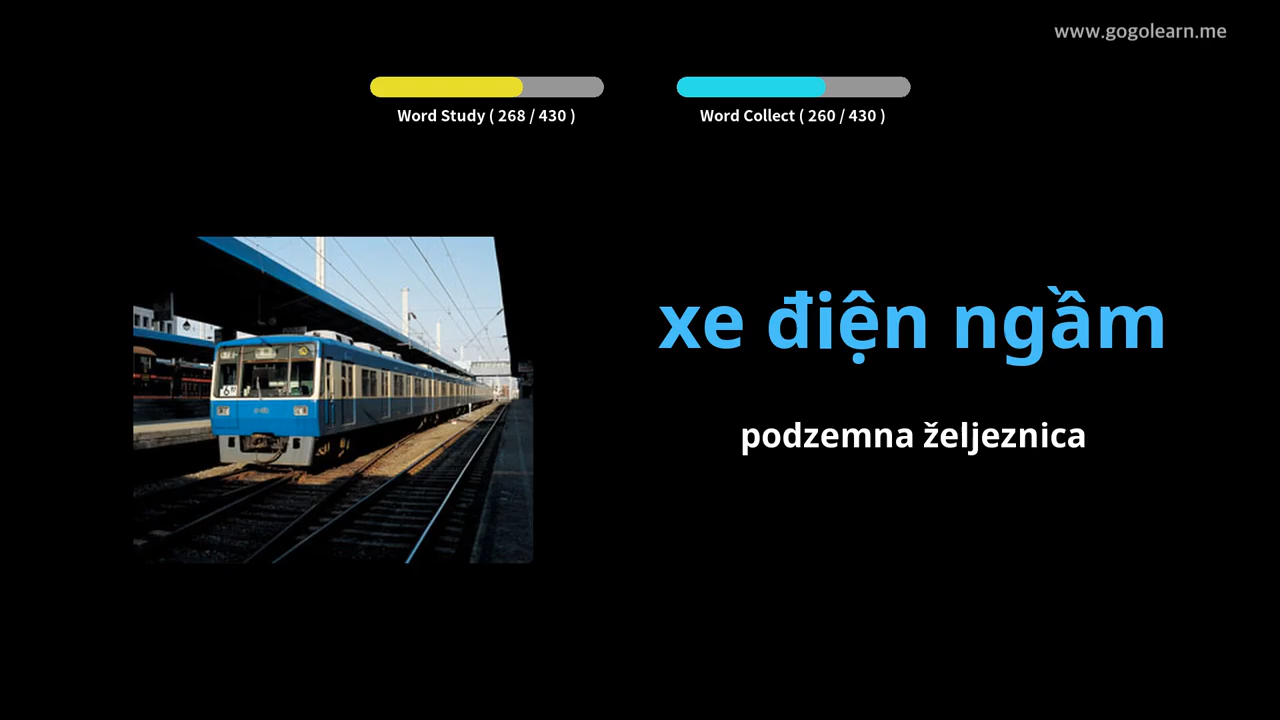 www.gogolearn.me
Word Study ( 268 / 430 )
Word Collect ( 260 / 430 )
xe điện ngầm
podzemna željeznica